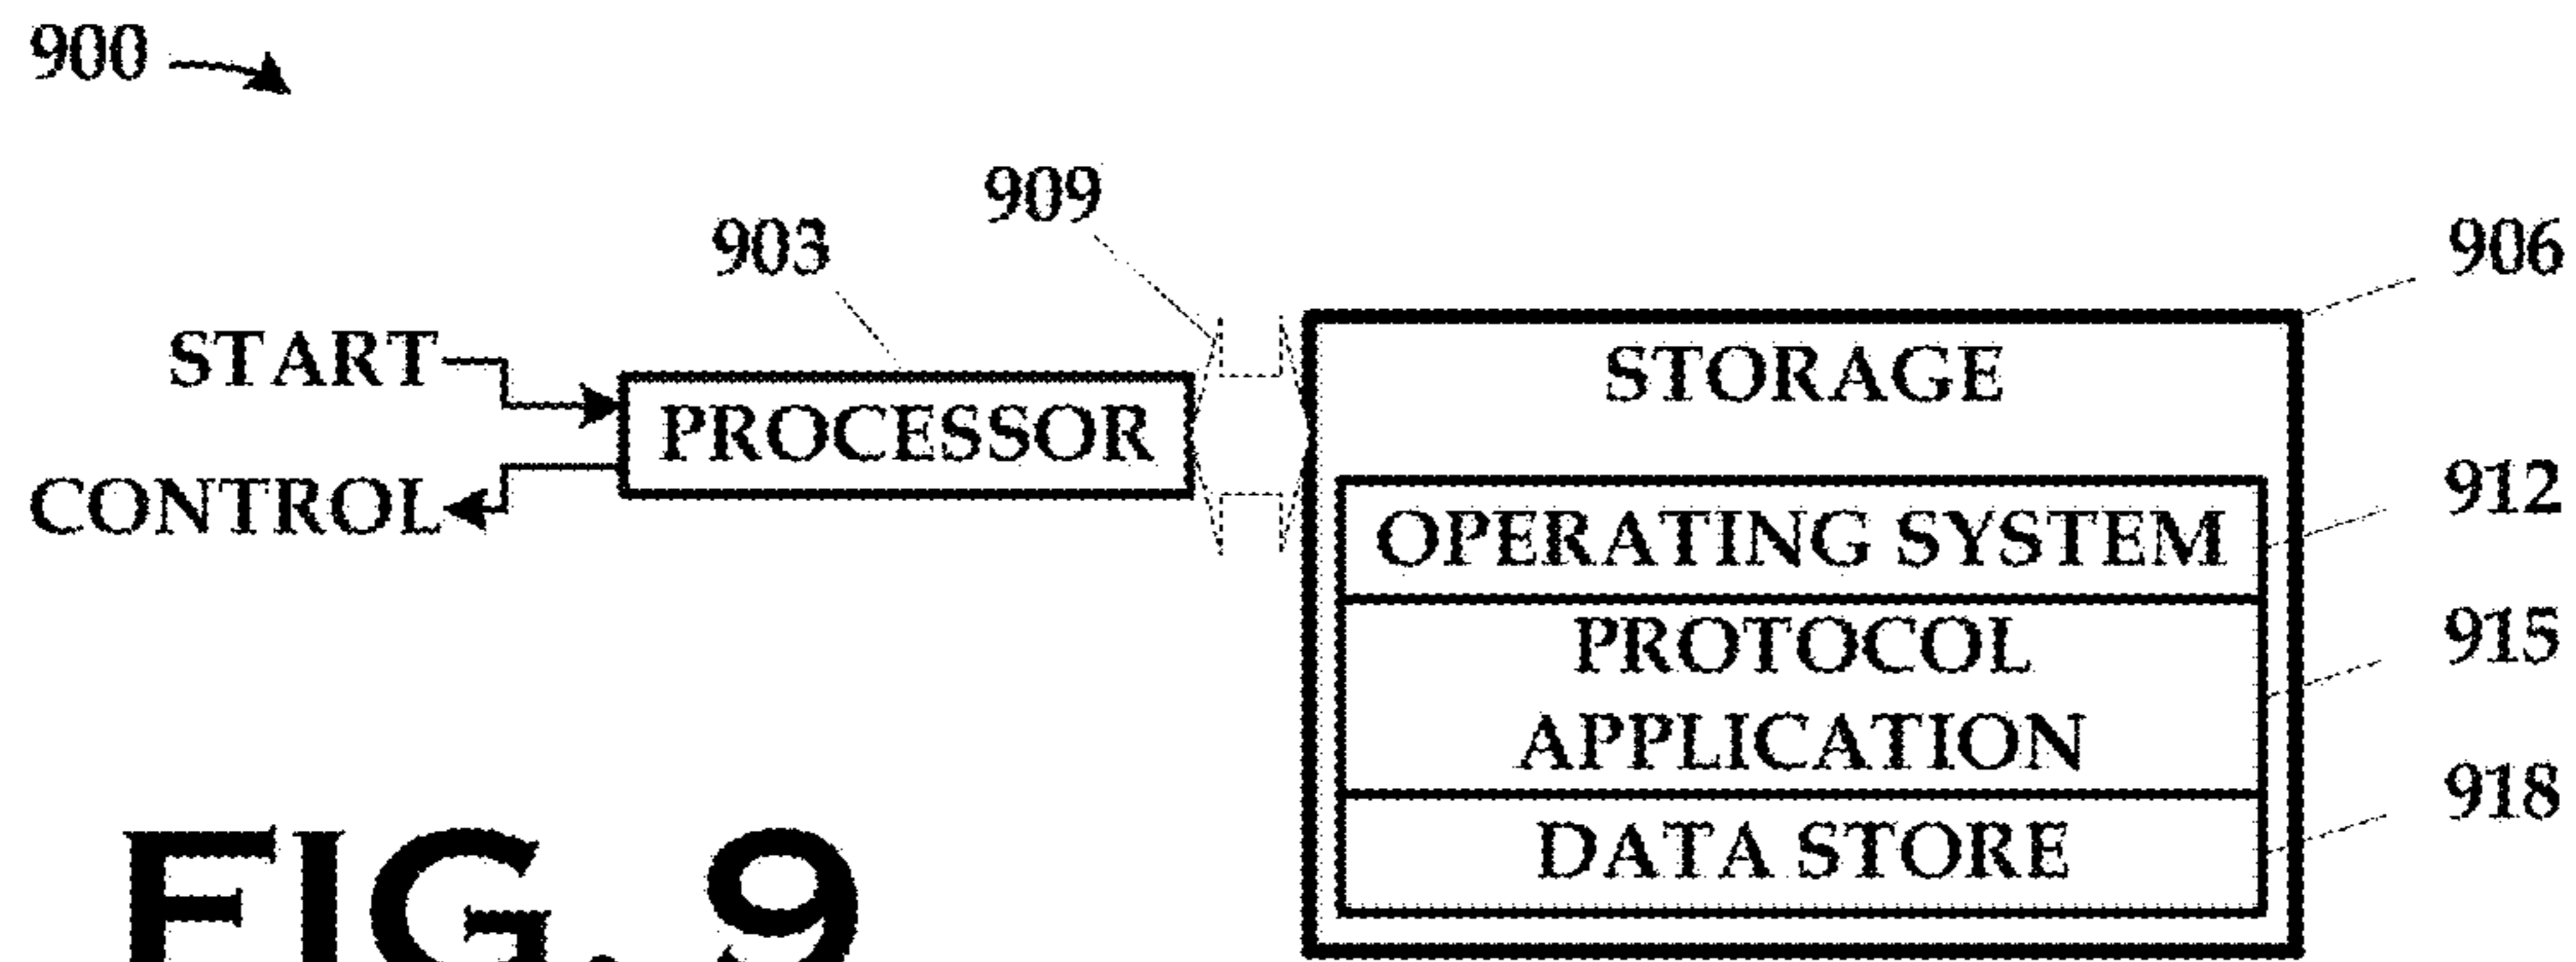 900
909
903
906
START
STORAGE
PROCESSOR
CONTROL
912
OPERATING SYSTEM
915
PROTOCOL
APPLICATION
918
DATA STORE
FIG. 9